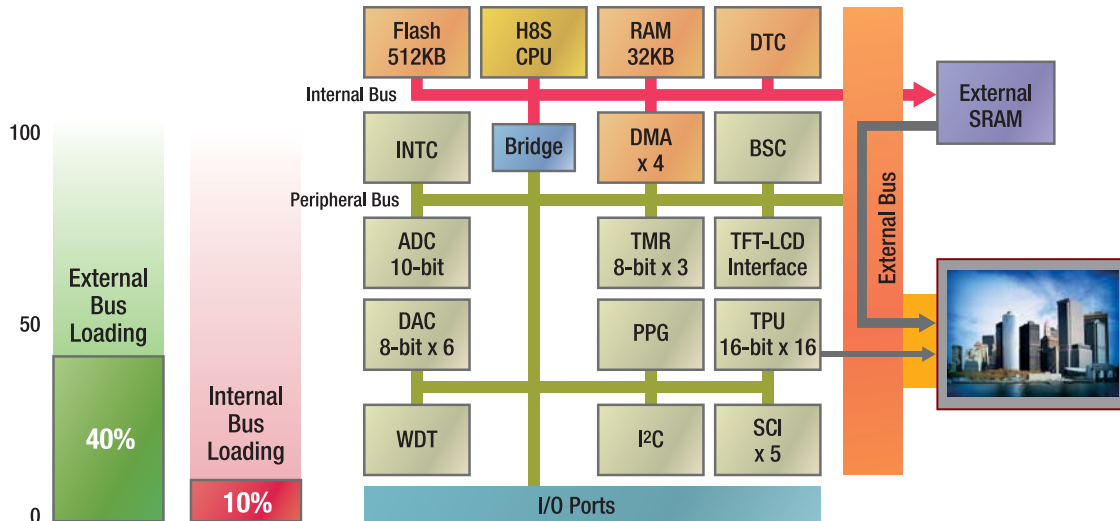 100
50
0
External
Bus
Loading
40%
Internal
Bus
Loading
10%
Flash
512KB
H8S
CPU
RAM
32KB
DTC
Internal Bus
External
SRAM
INTC
Bridge
DMA
x 4
BSC
Peripheral Bus
ADC
10-bit
TMR
8-bit x 3
TFT-LCD
Interface
External Bus
DAC
8-bit x 6
PPG
TPU
16-bit x 16
WDT
I²C
SCI
x 5
I/O Ports